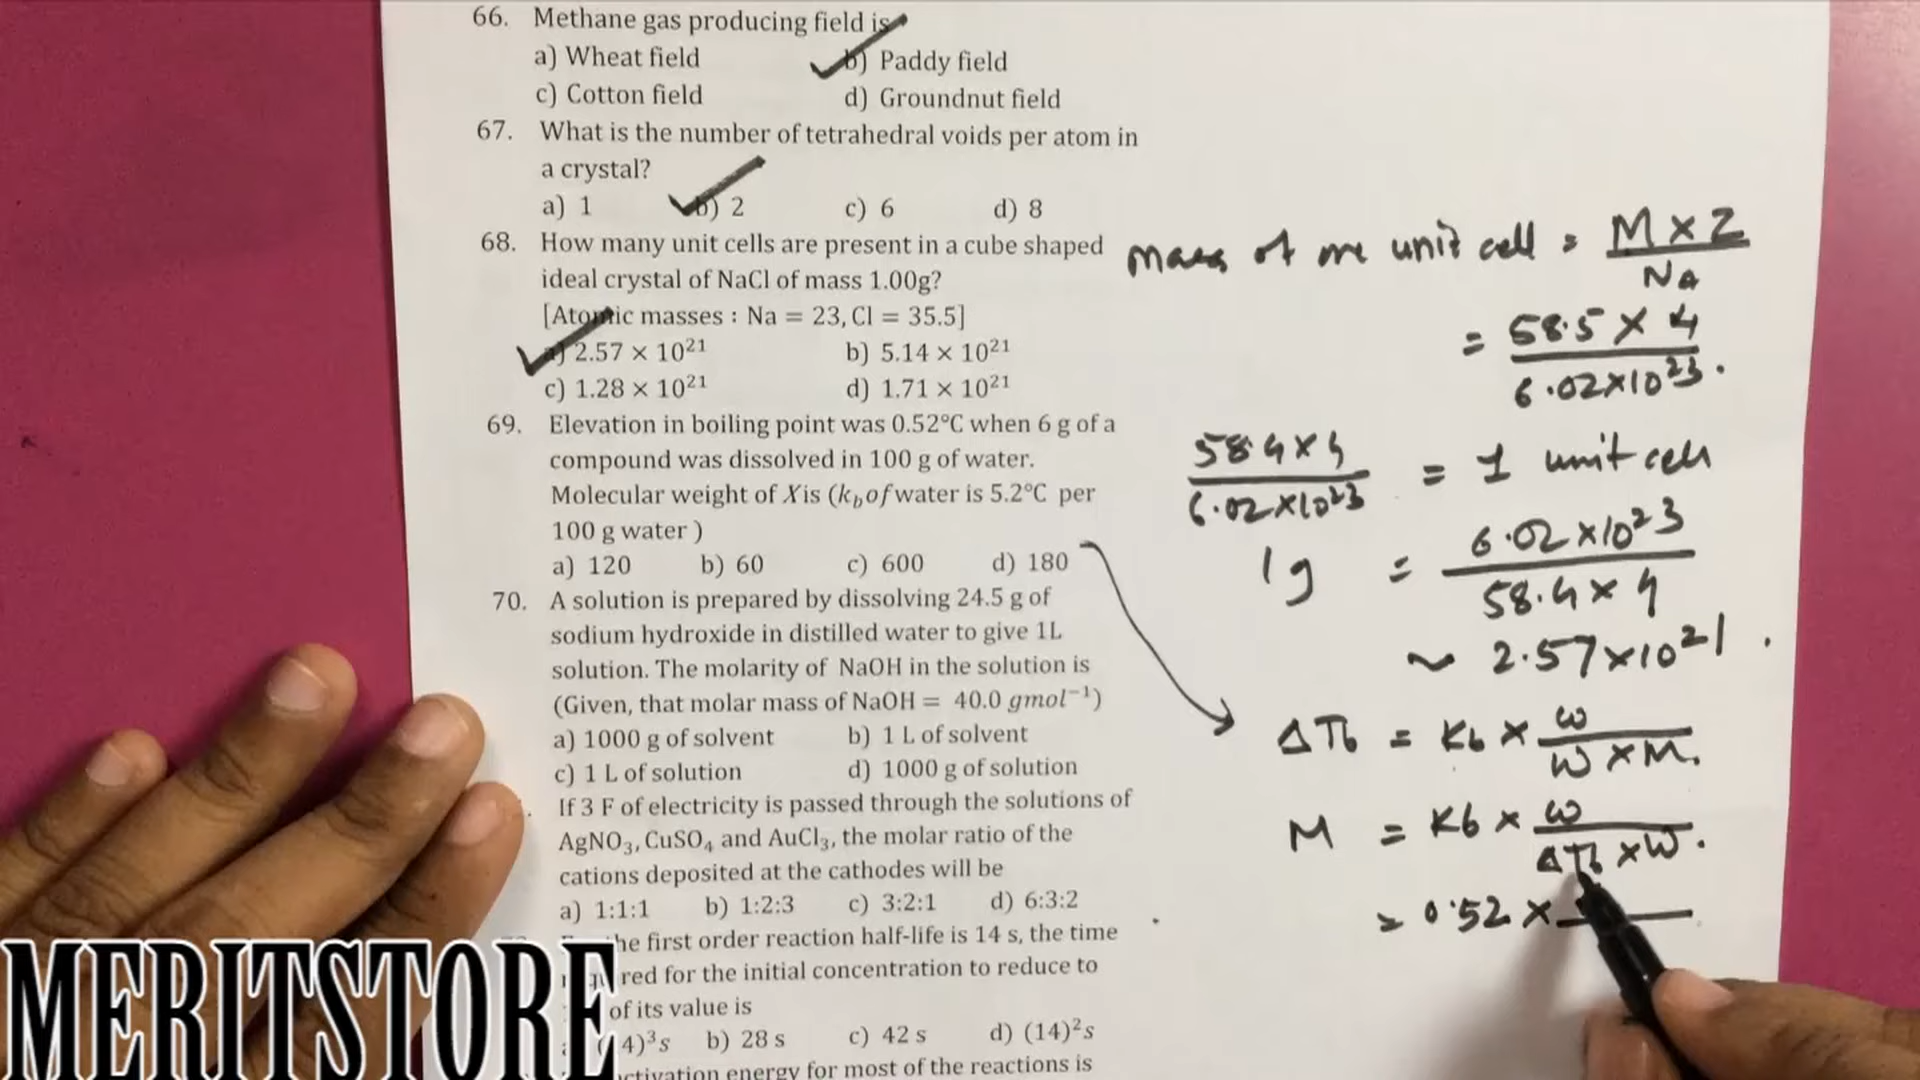 66. Methane gas producing field is
a) Wheat field b) Paddy field
c) Cotton field d) Groundnut field
67. What is the number of tetrahedral voids per atom in
a crystal?
a) 1 b) 2 c) 6 d) 8
68. How many unit cells are present in a cube shaped
ideal crystal of NaCl of mass 1.00g?
[Atomic masses : Na = 23, Cl = 35.5]
a) 2.57 × 10²¹ b) 5.14 × 10²¹
c) 1.28 × 10²¹ d) 1.71 × 10²¹
69. Elevation in boiling point was 0.52°C when 6 g of a
compound was dissolved in 100 g of water.
Molecular weight of X is (k_b of water is 5.2°C per
100 g water )
a) 120 b) 60 c) 600 d) 180
70. A solution is prepared by dissolving 24.5 g of
sodium hydroxide in distilled water to give 1L
solution. The molarity of NaOH in the solution is
(Given, that molar mass of NaOH = 40.0 gmol⁻¹)
a) 1000 g of solvent b) 1 L of solvent
c) 1 L of solution d) 1000 g of solution
If 3 F of electricity is passed through the solutions of
AgNO₃, CuSO₄ and AuCl₃, the molar ratio of the
cations deposited at the cathodes will be
a) 1:1:1 b) 1:2:3 c) 3:2:1 d) 6:3:2
he first order reaction half-life is 14 s, the time
red for the initial concentration to reduce to
of its value is
4)³s b) 28 s c) 42 s d) (14)²s
ctivation energy for most of the reactions is
mass of one unit cell = M × Z
NA
= 58.5 × 4
6.02×10²³.
58.4×4 = 1 unit cell
6.02×10²³
1g = 6.02×10²³
58.4×4
~ 2.57×10²¹.
ΔTb = Kb × w
W × M.
M = Kb × w
ΔTb × W.
= 0.52 ×
MERITSTORE